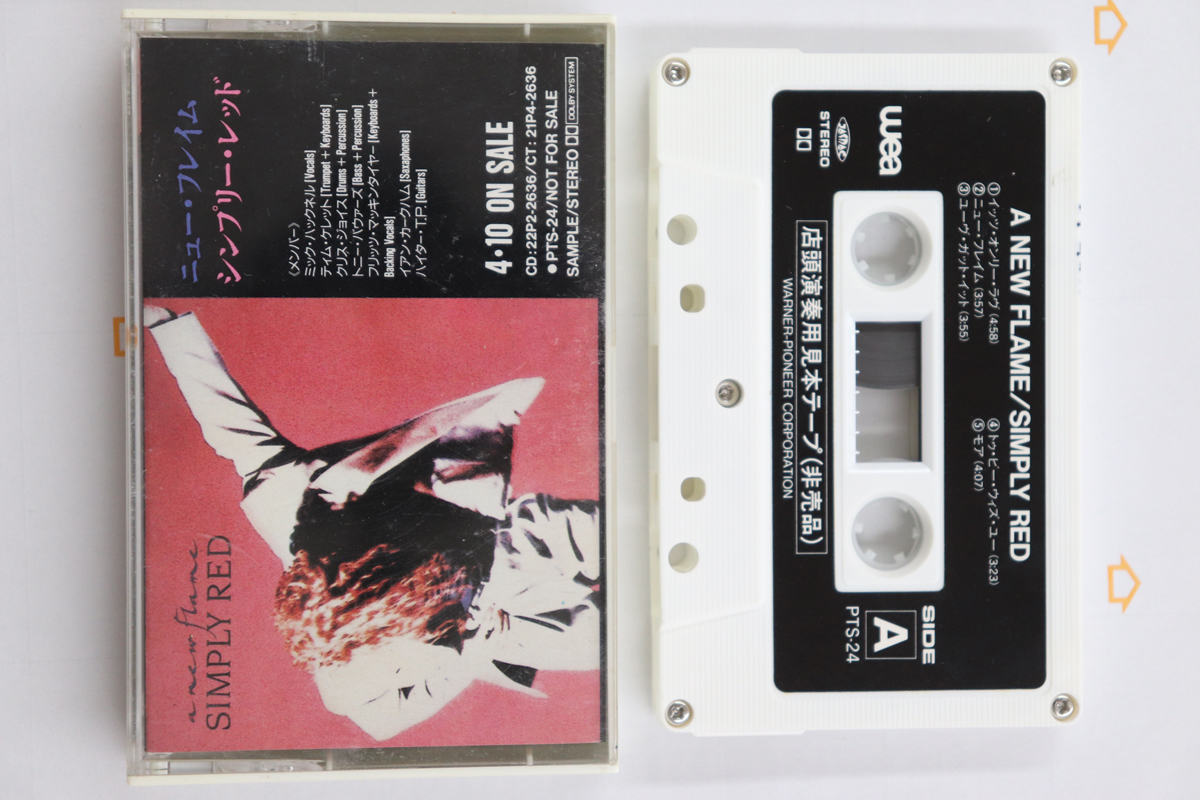 ニュー・フレイム
シンプリー・レッド
〈メンバー〉
ミック・ハックネル [Vocals]
ティム・ケレット [Trumpet + Keyboards]
クリス・ジョイス [Drums + Percussion]
トニー・バウァーズ [Bass + Percussion]
フリッツ・マッキンタイヤー [Keyboards +
Backing Vocals]
イアン・カークハム [Saxaphones]
ハイター・T.P. [Guitars]
4・10 ON SALE
CD: 22P2-2636/CT: 21P4-2636
●PTS-24/NOT FOR SALE
SAMPLE/STEREO DOLBY SYSTEM
a new flame
SIMPLY RED
wea
STEREO
A NEW FLAME/SIMPLY RED
①イッツ・オンリー・ラヴ (4:58)
②ニュー・フレイム (3:57)
③ユーヴ・ガット・イット (3:55)
④トゥ・ビー・ウィズ・ユー (3:23)
⑤モア (4:07)
店頭演奏用見本テープ(非売品)
WARNER-PIONEER CORPORATION
SIDE
A
PTS-24